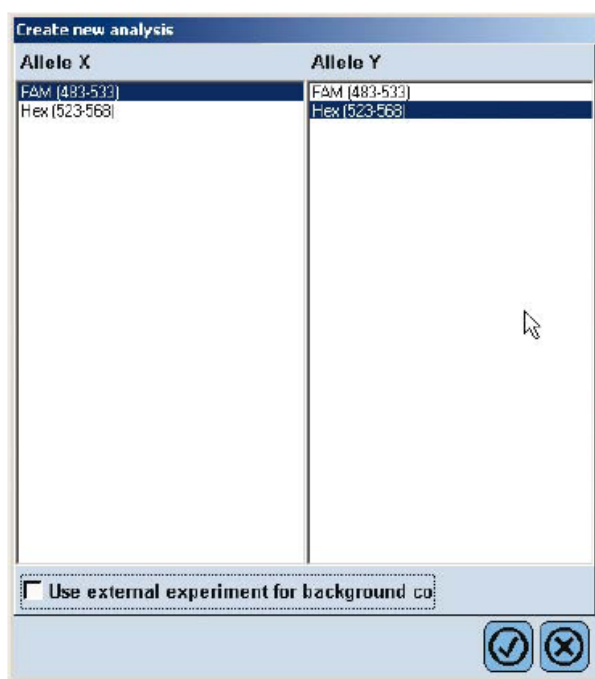 Create new analysis
Allele X Allele Y
FAM (483-533) FAM (483-533)
Hex (523-568) Hex (523-568)
Use external experiment for background co